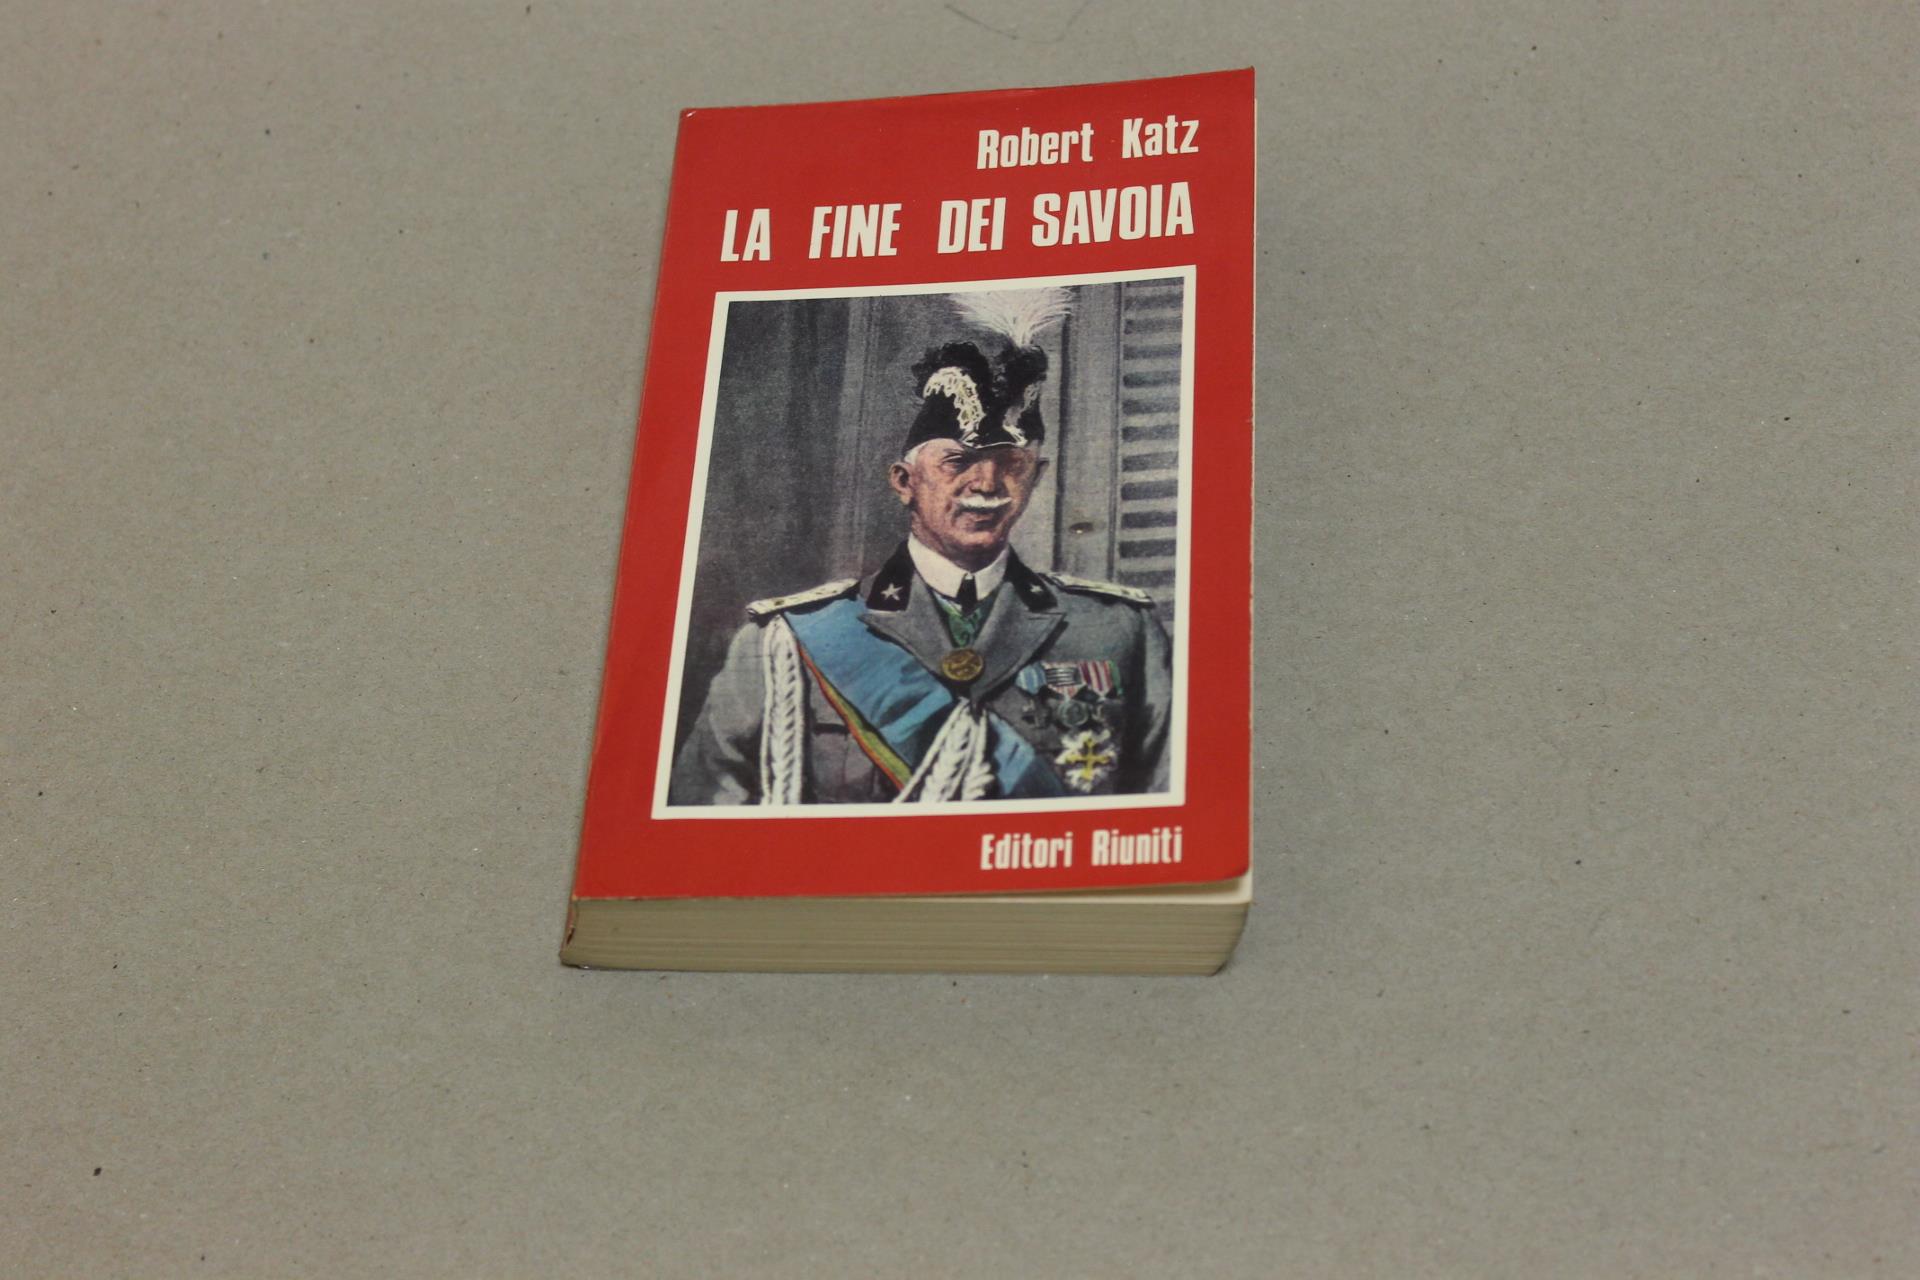 Robert Katz
LA FINE DEI SAVOIA
Editori Riuniti